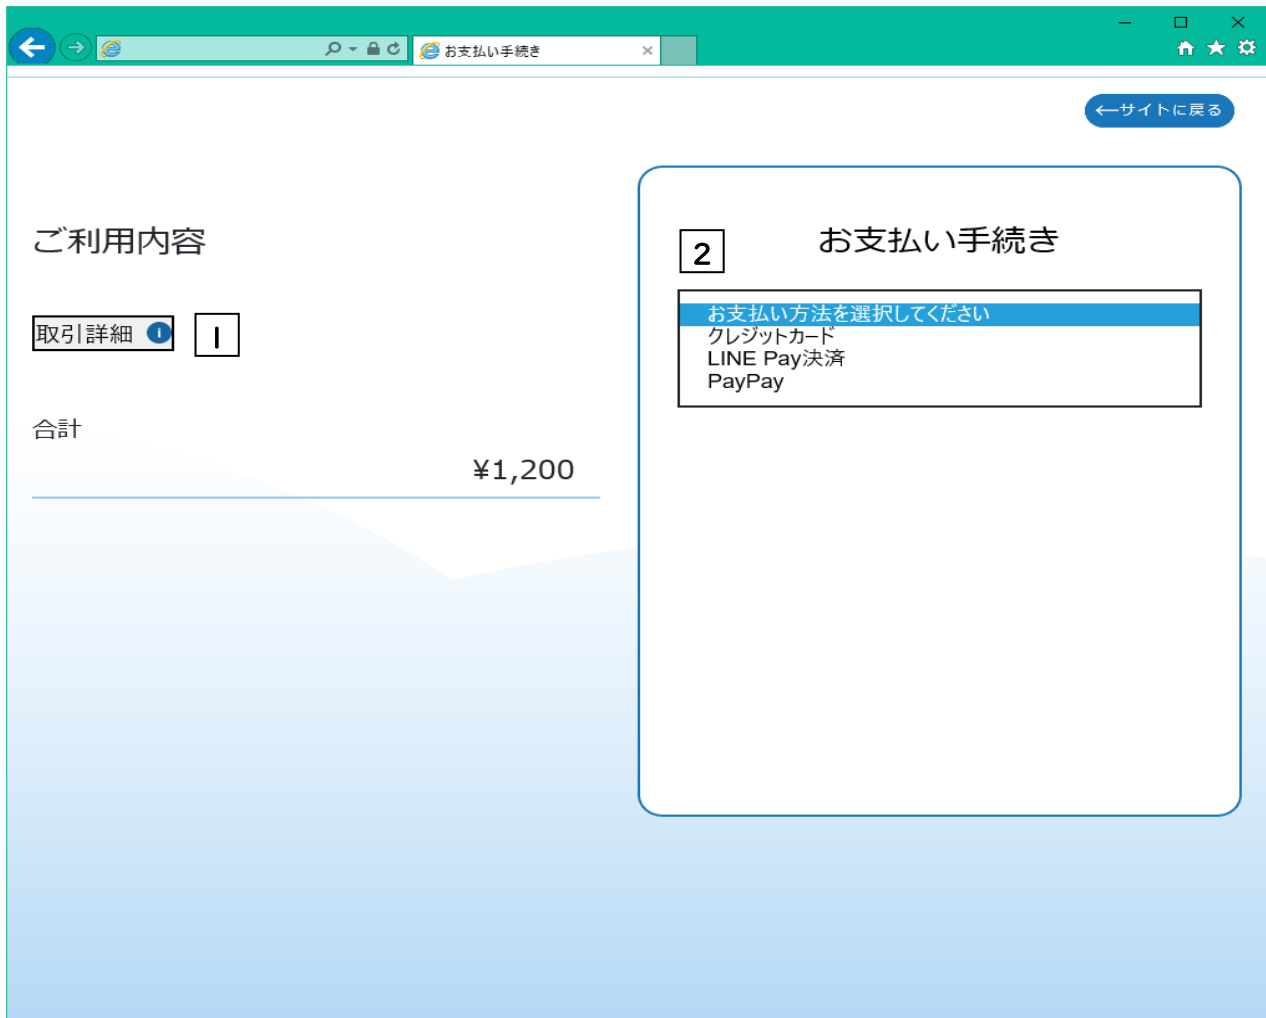 お支払い手続き
←サイトに戻る
ご利用内容
取引詳細 i
1
合計
¥1,200
2
お支払い手続き
お支払い方法を選択してください
クレジットカード
LINE Pay決済
PayPay